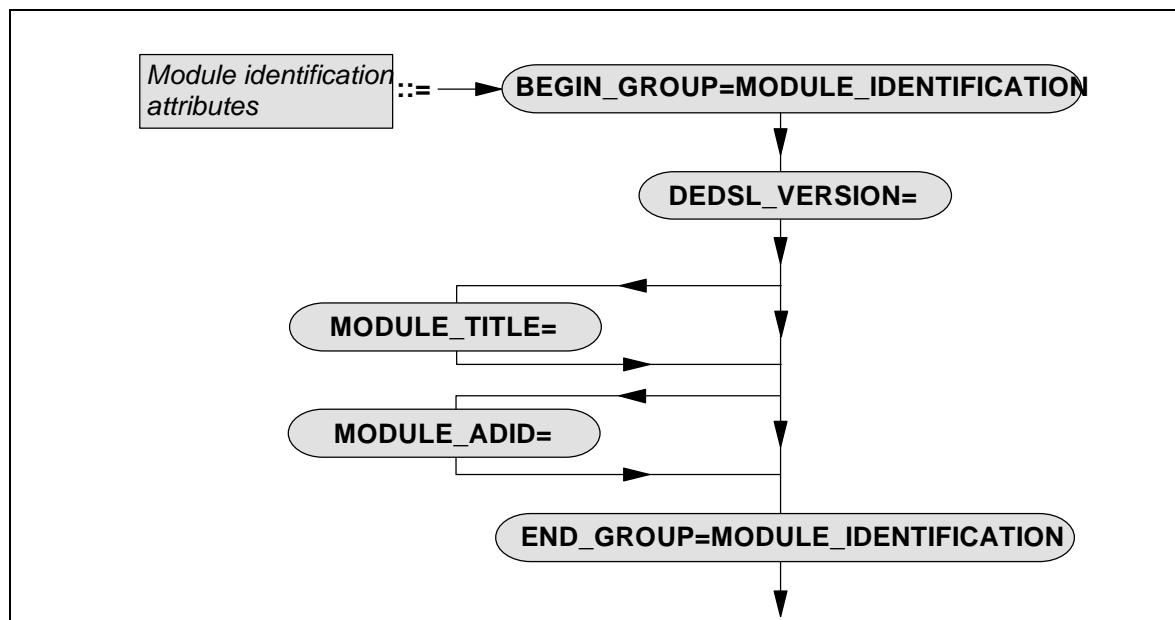 Module identification
attributes
::=
BEGIN_GROUP=MODULE_IDENTIFICATION
DEDSL_VERSION=
MODULE_TITLE=
MODULE_ADID=
END_GROUP=MODULE_IDENTIFICATION